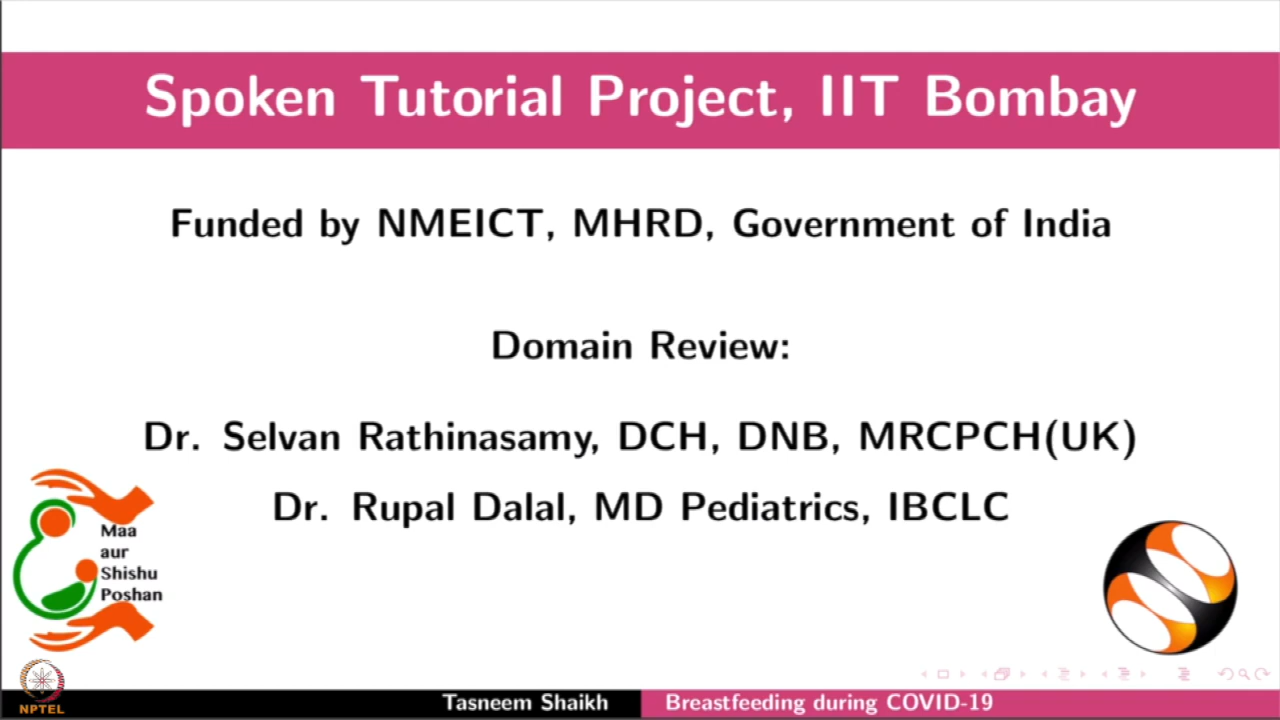 Spoken Tutorial Project, IIT Bombay
Funded by NMEICT, MHRD, Government of India
Domain Review:
Dr. Selvan Rathinasamy, DCH, DNB, MRCPCH(UK)
Dr. Rupal Dalal, MD Pediatrics, IBCLC
Maa
aur
Shishu
Poshan
NPTEL
Tasneem Shaikh
Breastfeeding during COVID-19